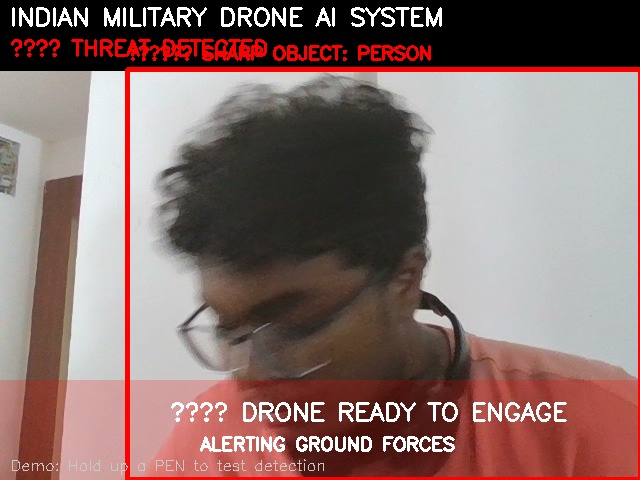 INDIAN MILITARY DRONE AI SYSTEM
???? THREAT DETECTED
?????? SHARP OBJECT: PERSON
???? DRONE READY TO ENGAGE
ALERTING GROUND FORCES
Demo: Hold up a PEN to test detection